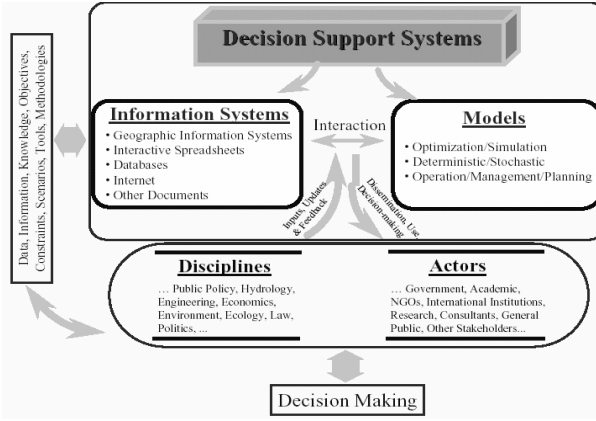 Decision Support Systems
Data, Information, Knowledge, Objectives,
Constraints, Scenarios, Tools, Methodologies
Information Systems
• Geographic Information Systems
• Interactive Spreadsheets
• Databases
• Internet
• Other Documents
Interaction
Models
• Optimization/Simulation
• Deterministic/Stochastic
• Operation/Management/Planning
Inputs, Updates
& Feedback
Dissemination, Use,
Decision-making
Disciplines
... Public Policy, Hydrology,
Engineering, Economics,
Environment, Ecology, Law,
Politics, ...
Actors
... Government, Academic,
NGOs, International Institutions,
Research, Consultants, General
Public, Other Stakeholders...
Decision Making